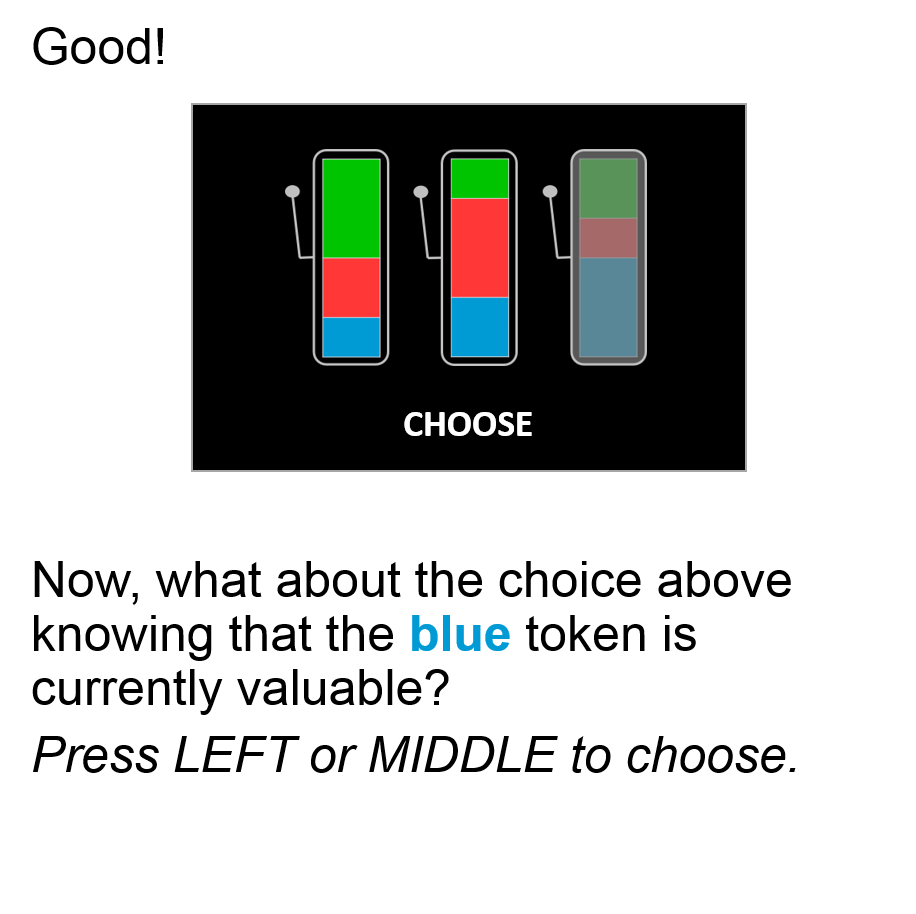 Good!
CHOOSE
Now, what about the choice above
knowing that the blue token is
currently valuable?
Press LEFT or MIDDLE to choose.